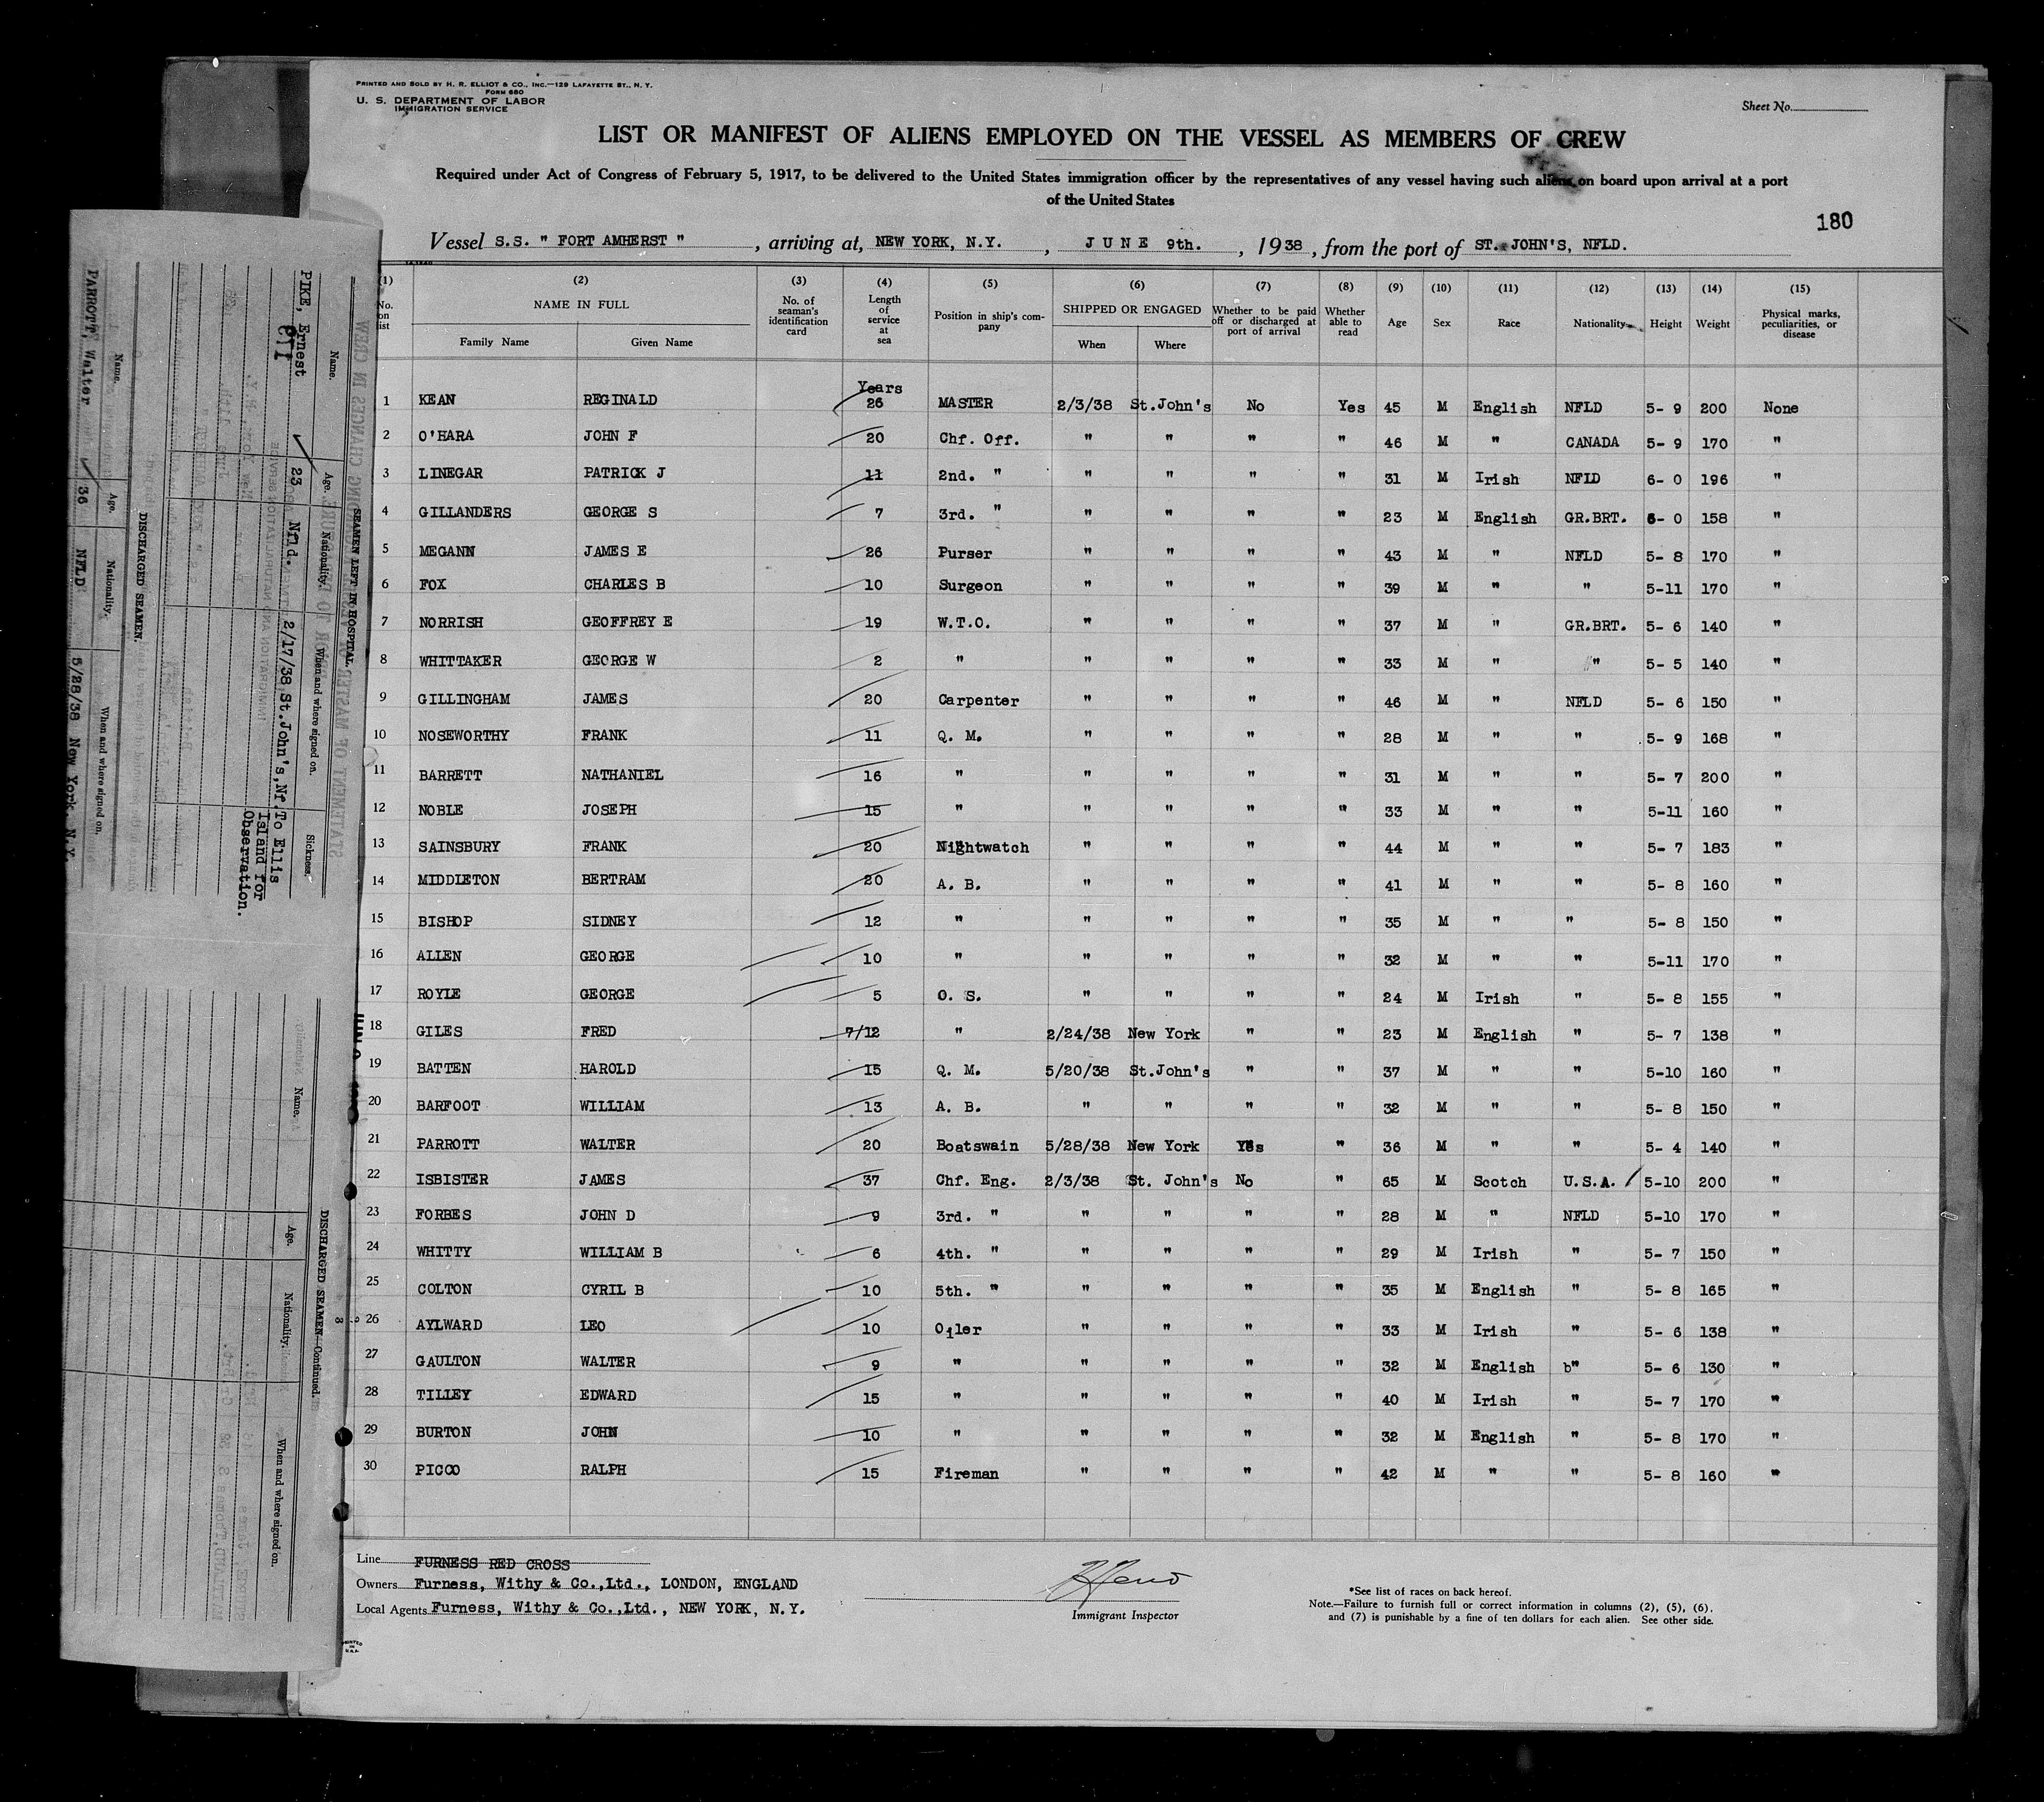 PRINTED AND SOLD BY H. R. ELLIOT & CO., INC.—129 LAFAYETTE ST., N. Y.
FORM 680
U. S. DEPARTMENT OF LABOR
IMMIGRATION SERVICE
Sheet No.
LIST OR MANIFEST OF ALIENS EMPLOYED ON THE VESSEL AS MEMBERS OF CREW
Required under Act of Congress of February 5, 1917, to be delivered to the United States immigration officer by the representatives of any vessel having such aliens on board upon arrival at a port
of the United States
180
Vessel S.S. " FORT AMHERST ", arriving at, NEW YORK, N.Y., JUNE 9th., 1938, from the port of ST. JOHN'S, NFLD.
(1) (2) (3) (4) (5) (6) (7) (8) (9) (10) (11) (12) (13) (14) (15)
No. on list NAME IN FULL Family Name Given Name No. of seaman's identification card Length of service at sea Position in ship's company SHIPPED OR ENGAGED When Where Whether to be paid off or discharged at port of arrival Whether able to read Age Sex Race Nationality Height Weight Physical marks, peculiarities, or disease
Years
1 KEAN REGINALD 26 MASTER 2/3/38 St.John's No Yes 45 M English NFLD 5- 9 200 None
2 O'HARA JOHN F 20 Chf. Off. " " " " 46 M " CANADA 5- 9 170 "
3 LINEGAR PATRICK J 11 2nd. " " " " " 31 M Irish NFLD 6- 0 196 "
4 GILLANDERS GEORGE S 7 3rd. " " " " " 23 M English GR.BRT. 6- 0 158 "
5 MEGANN JAMES E 26 Purser " " " " 43 M " NFLD 5- 8 170 "
6 FOX CHARLES B 10 Surgeon " " " " 39 M " " 5-11 170 "
7 NORRISH GEOFFREY E 19 W.T.O. " " " " 37 M " GR.BRT. 5- 6 140 "
8 WHITTAKER GEORGE W 2 " " " " " 33 M " " 5- 5 140 "
9 GILLINGHAM JAMES 20 Carpenter " " " " 46 M " NFLD 5- 6 150 "
10 NOSEWORTHY FRANK 11 Q. M. " " " " 28 M " " 5- 9 168 "
11 BARRETT NATHANIEL 16 " " " " " 31 M " " 5- 7 200 "
12 NOBLE JOSEPH 15 " " " " " 33 M " " 5-11 160 "
13 SAINSBURY FRANK 20 Nightwatch " " " " 44 M " " 5- 7 183 "
14 MIDDLETON BERTRAM 20 A. B. " " " " 41 M " " 5- 8 160 "
15 BISHOP SIDNEY 12 " " " " " 35 M " " 5- 8 150 "
16 ALLEN GEORGE 10 " " " " " 32 M " " 5-11 170 "
17 ROYLE GEORGE 5 O. S. " " " " 24 M Irish " 5- 8 155 "
18 GILES FRED 7/12 " 2/24/38 New York " " 23 M English " 5- 7 138 "
19 BATTEN HAROLD 15 Q. M. 5/20/38 St.John's " " 37 M " " 5-10 160 "
20 BARFOOT WILLIAM 13 A. B. " " " " 32 M " " 5- 8 150 "
21 PARROTT WALTER 20 Boatswain 5/28/38 New York Yes " 36 M " " 5- 4 140 "
22 ISBISTER JAMES 37 Chf. Eng. 2/3/38 St. John's No " 65 M Scotch U.S.A. 5-10 200 "
23 FORBES JOHN D 9 3rd. " " " " " 28 M " NFLD 5-10 170 "
24 WHITTY WILLIAM B 6 4th. " " " " " 29 M Irish " 5- 7 150 "
25 COLTON CYRIL B 10 5th. " " " " " 35 M English " 5- 8 165 "
26 AYLWARD LEO 10 Oiler " " " " 33 M Irish " 5- 6 138 "
27 GAULTON WALTER 9 " " " " " 32 M English b" 5- 6 130 "
28 TILLEY EDWARD 15 " " " " " 40 M Irish " 5- 7 170 "
29 BURTON JOHN 10 " " " " " 32 M English " 5- 8 170 "
30 PICCO RALPH 15 Fireman " " " " 42 M " " 5- 8 160 "
Line FURNESS RED CROSS
Owners Furness, Withy & Co.,Ltd., LONDON, ENGLAND
Local Agents Furness, Withy & Co.,Ltd., NEW YORK, N.Y.
Immigrant Inspector
*See list of races on back hereof.
Note.—Failure to furnish full or correct information in columns (2), (5), (6),
and (7) is punishable by a fine of ten dollars for each alien. See other side.
PRINTED IN U.S.A.
SEAMEN LEFT IN HOSPITAL
Name. Age. Nationality. When and where signed on. Sickness.
PIKE, Ernest 23 Nfld. 2/17/38,St.John's,Nf. To Ellis
Island for
Observation.
DISCHARGED SEAMEN.
Name. Age. Nationality. When and where signed on.
PARROTT, Walter 36 NFLD 5/28/38 New York. N.Y.
DISCHARGED SEAMEN—Continued.
Name. Age. Nationality. When and where signed on.